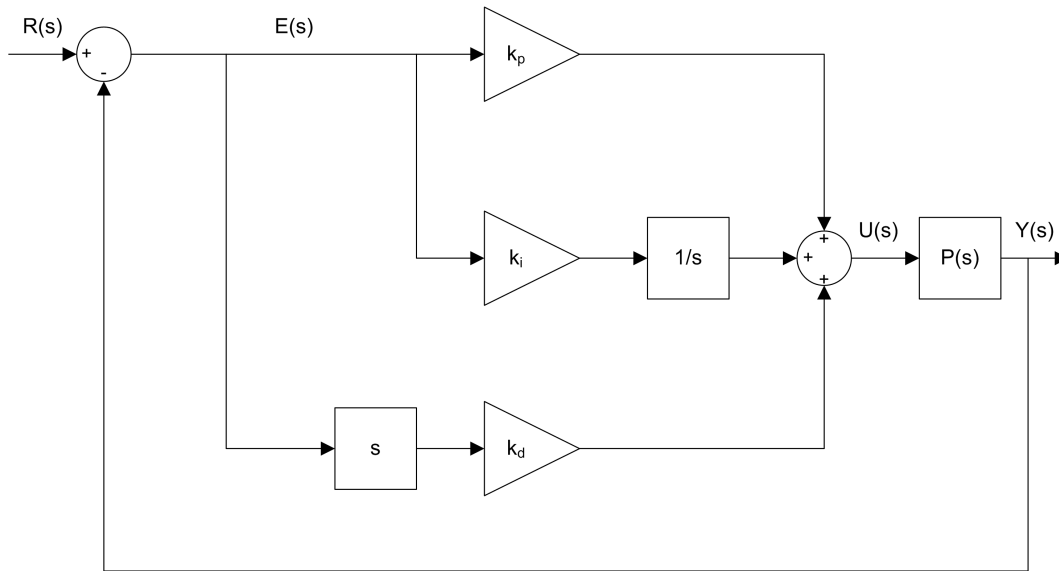 R(s)
E(s)
+
-
kp
ki
1/s
+
+
+
U(s)
P(s)
Y(s)
s
kd